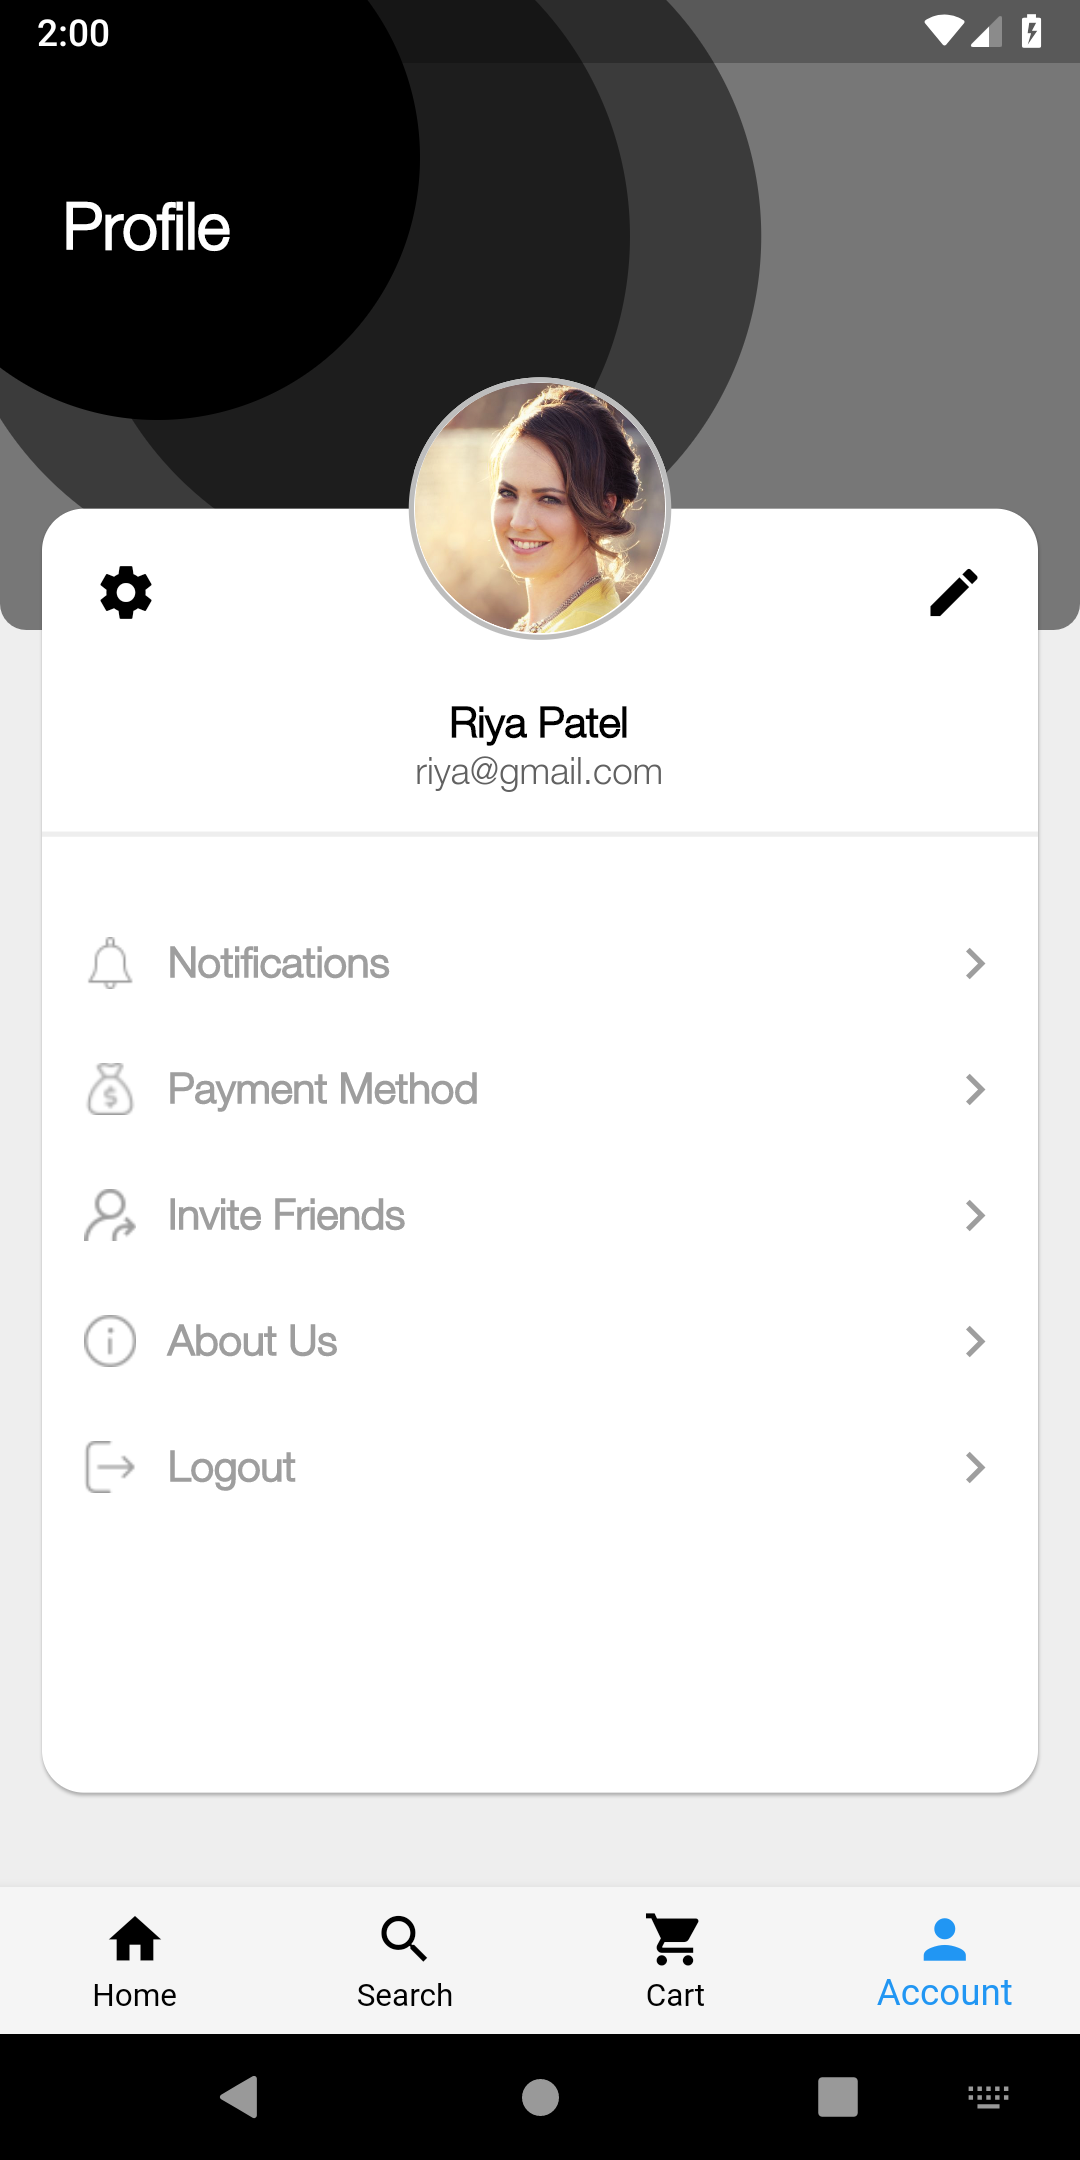 2:00
Profile
Riya Patel
riya@gmail.com
Notifications
Payment Method
Invite Friends
About Us
Logout
Home
Search
Cart
Account